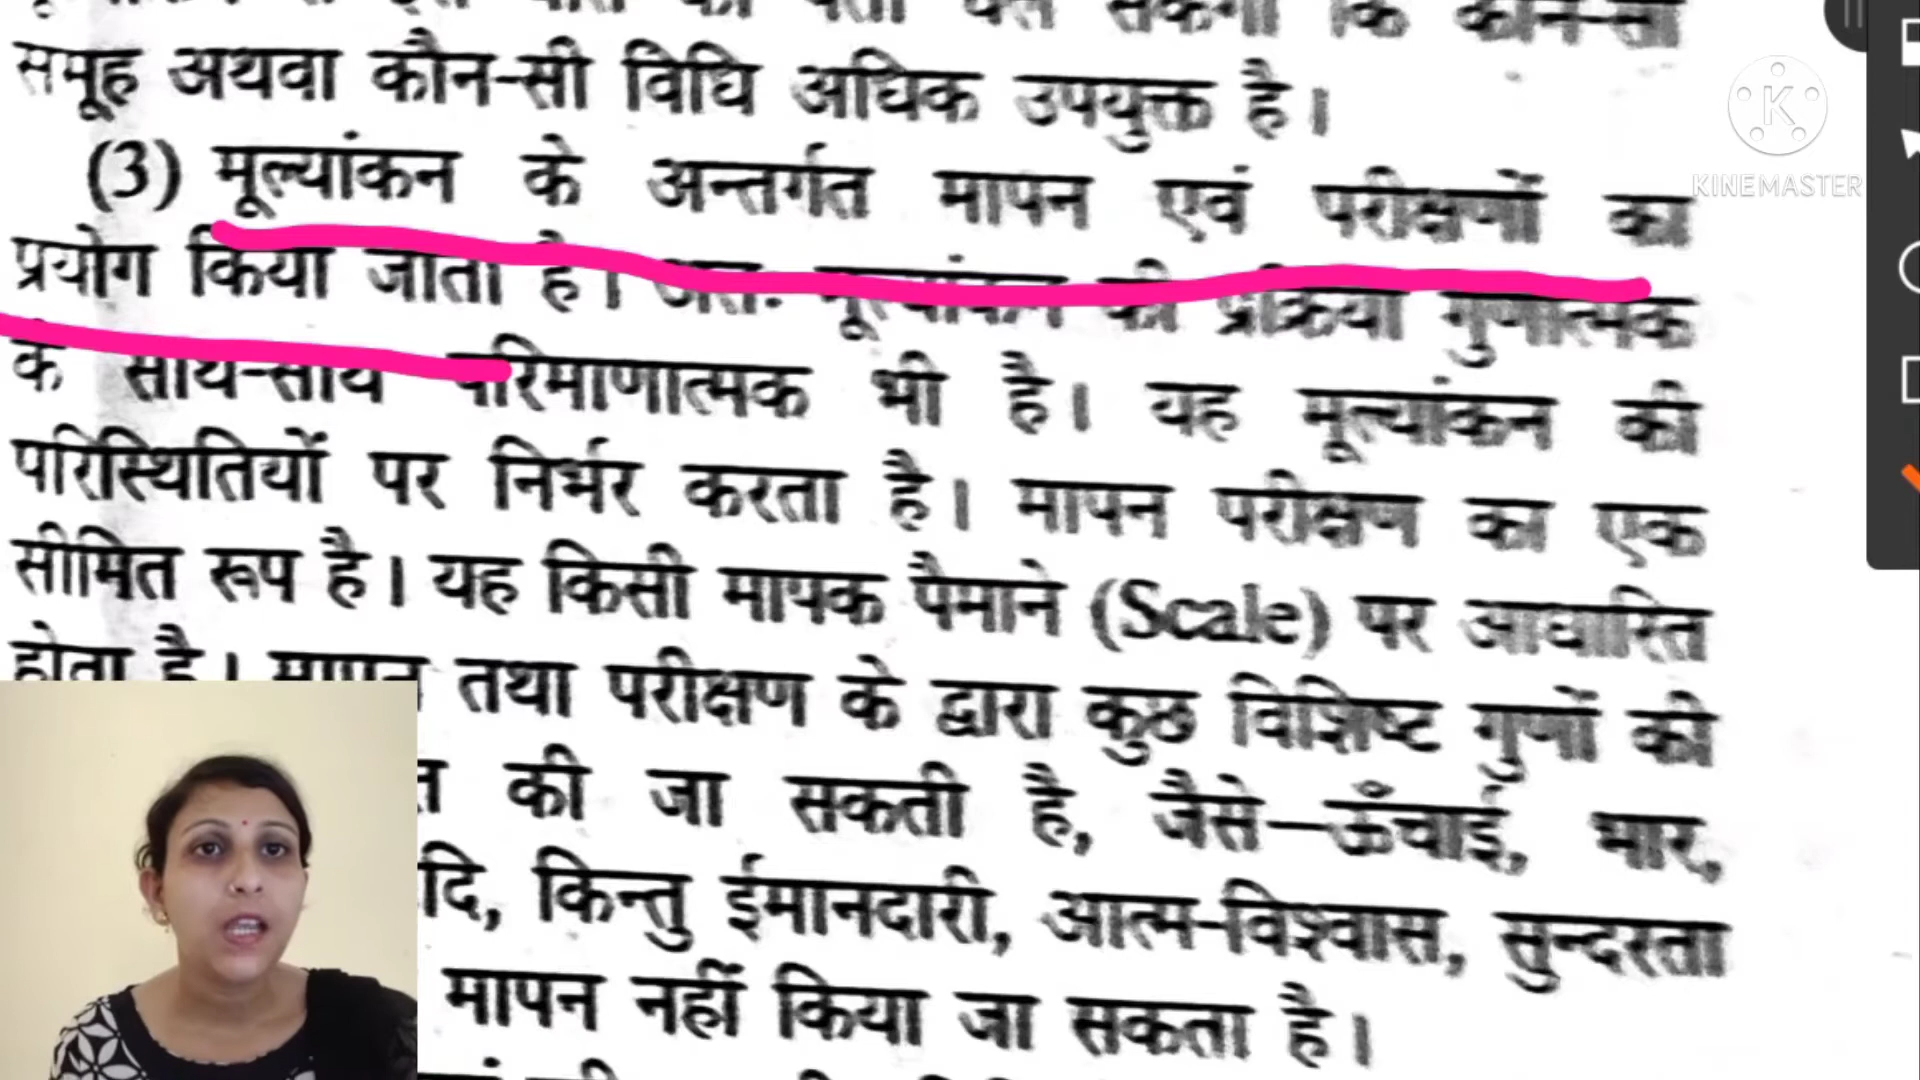 समूह अथवा कौन-सी विधि अधिक उपयुक्त है।
(3) मूल्यांकन के अन्तर्गत मापन एवं परीक्षणों का
प्रयोग किया जाता है। अतः मूल्यांकन की प्रक्रिया गुणात्मक
के साथ-साथ परिमाणात्मक भी है। यह मूल्यांकन की
परिस्थितियों पर निर्भर करता है। मापन परीक्षण का एक
सीमित रूप है। यह किसी मापक पैमाने (Scale) पर आधारित
होता है। मापन तथा परीक्षण के द्वारा कुछ विशिष्ट गुणों की
की जा सकती है, जैसे—ऊँचाई, भार,
किन्तु ईमानदारी, आत्म-विश्वास, सुन्दरता
मापन नहीं किया जा सकता है।
K
KINEMASTER